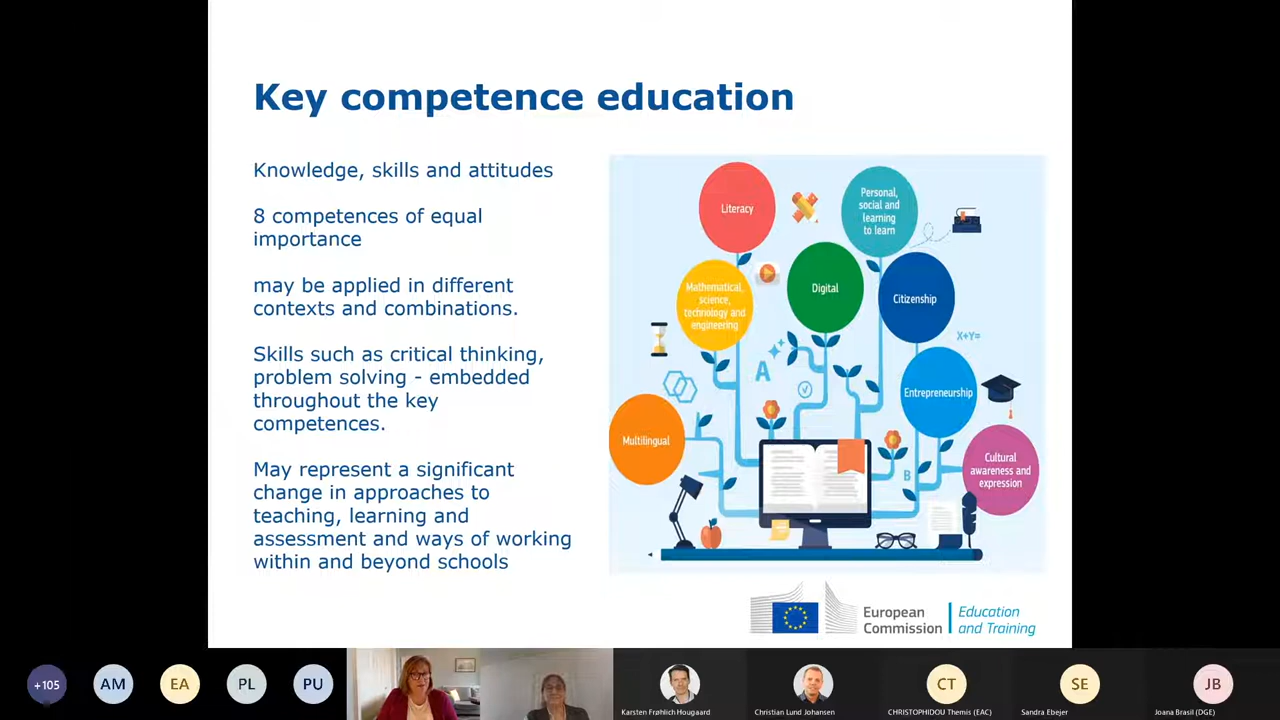 Key competence education
Knowledge, skills and attitudes
8 competences of equal
importance
may be applied in different
contexts and combinations.
Skills such as critical thinking,
problem solving - embedded
throughout the key
competences.
May represent a significant
change in approaches to
teaching, learning and
assessment and ways of working
within and beyond schools
Literacy
Personal,
social and
learning
to learn
Mathematical,
science,
technology and
engineering
Digital
Citizenship
X+Y=
A
Entrepreneurship
Multilingual
B
Cultural
awareness and
expression
European
Commission
Education
and Training
+105
AM
EA
PL
PU
Karsten Frøhlich Hougaard
Christian Lund Johansen
CT
CHRISTOPHIDOU Themis (EAC)
SE
Sandra Ebejer
JB
Joana Brasil (DGE)